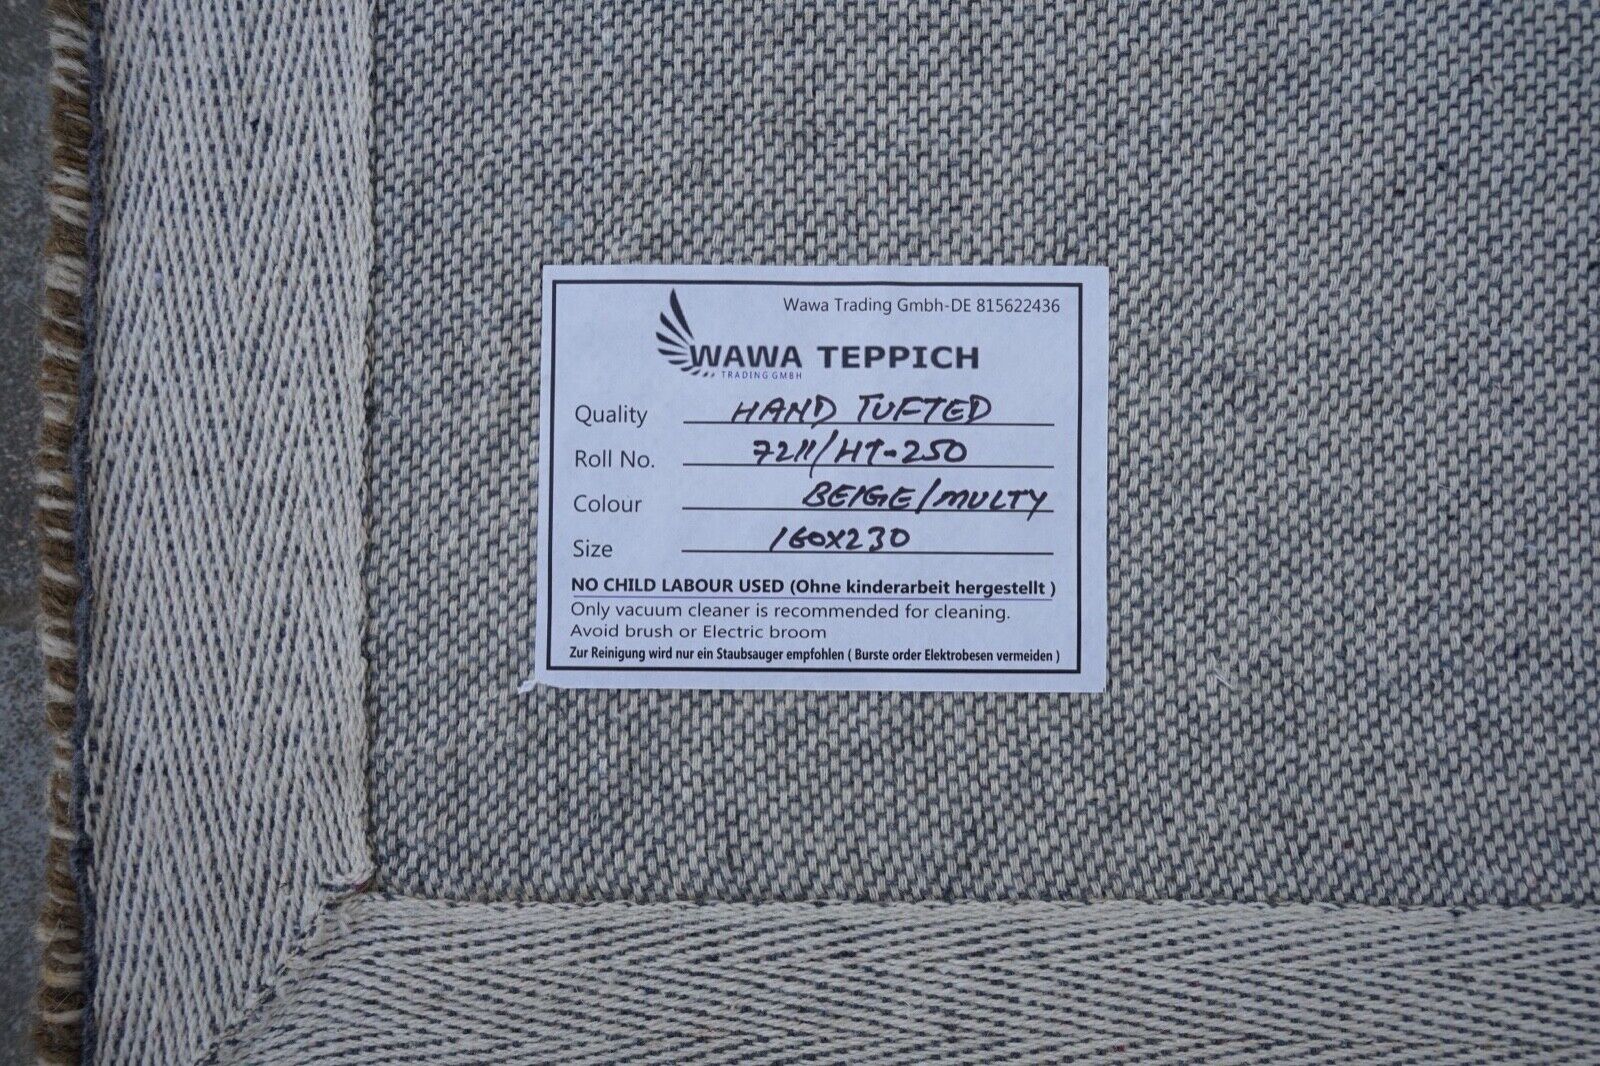 Wawa Trading Gmbh-DE 815622436
WAWA TEPPICH
TRADING GMBH
Quality HAND TUFTED
Roll No. 7211/HT-250
Colour BEIGE/MULTY
Size 160X230
NO CHILD LABOUR USED (Ohne kinderarbeit hergestellt )
Only vacuum cleaner is recommended for cleaning.
Avoid brush or Electric broom
Zur Reinigung wird nur ein Staubsauger empfohlen ( Burste order Elektrobesen vermeiden )